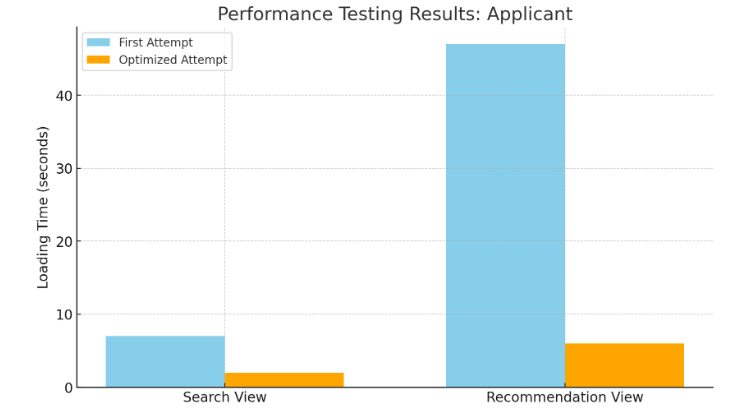 Performance Testing Results: Applicant
First Attempt
Optimized Attempt
Loading Time (seconds)
40
30
20
10
0
Search View
Recommendation View